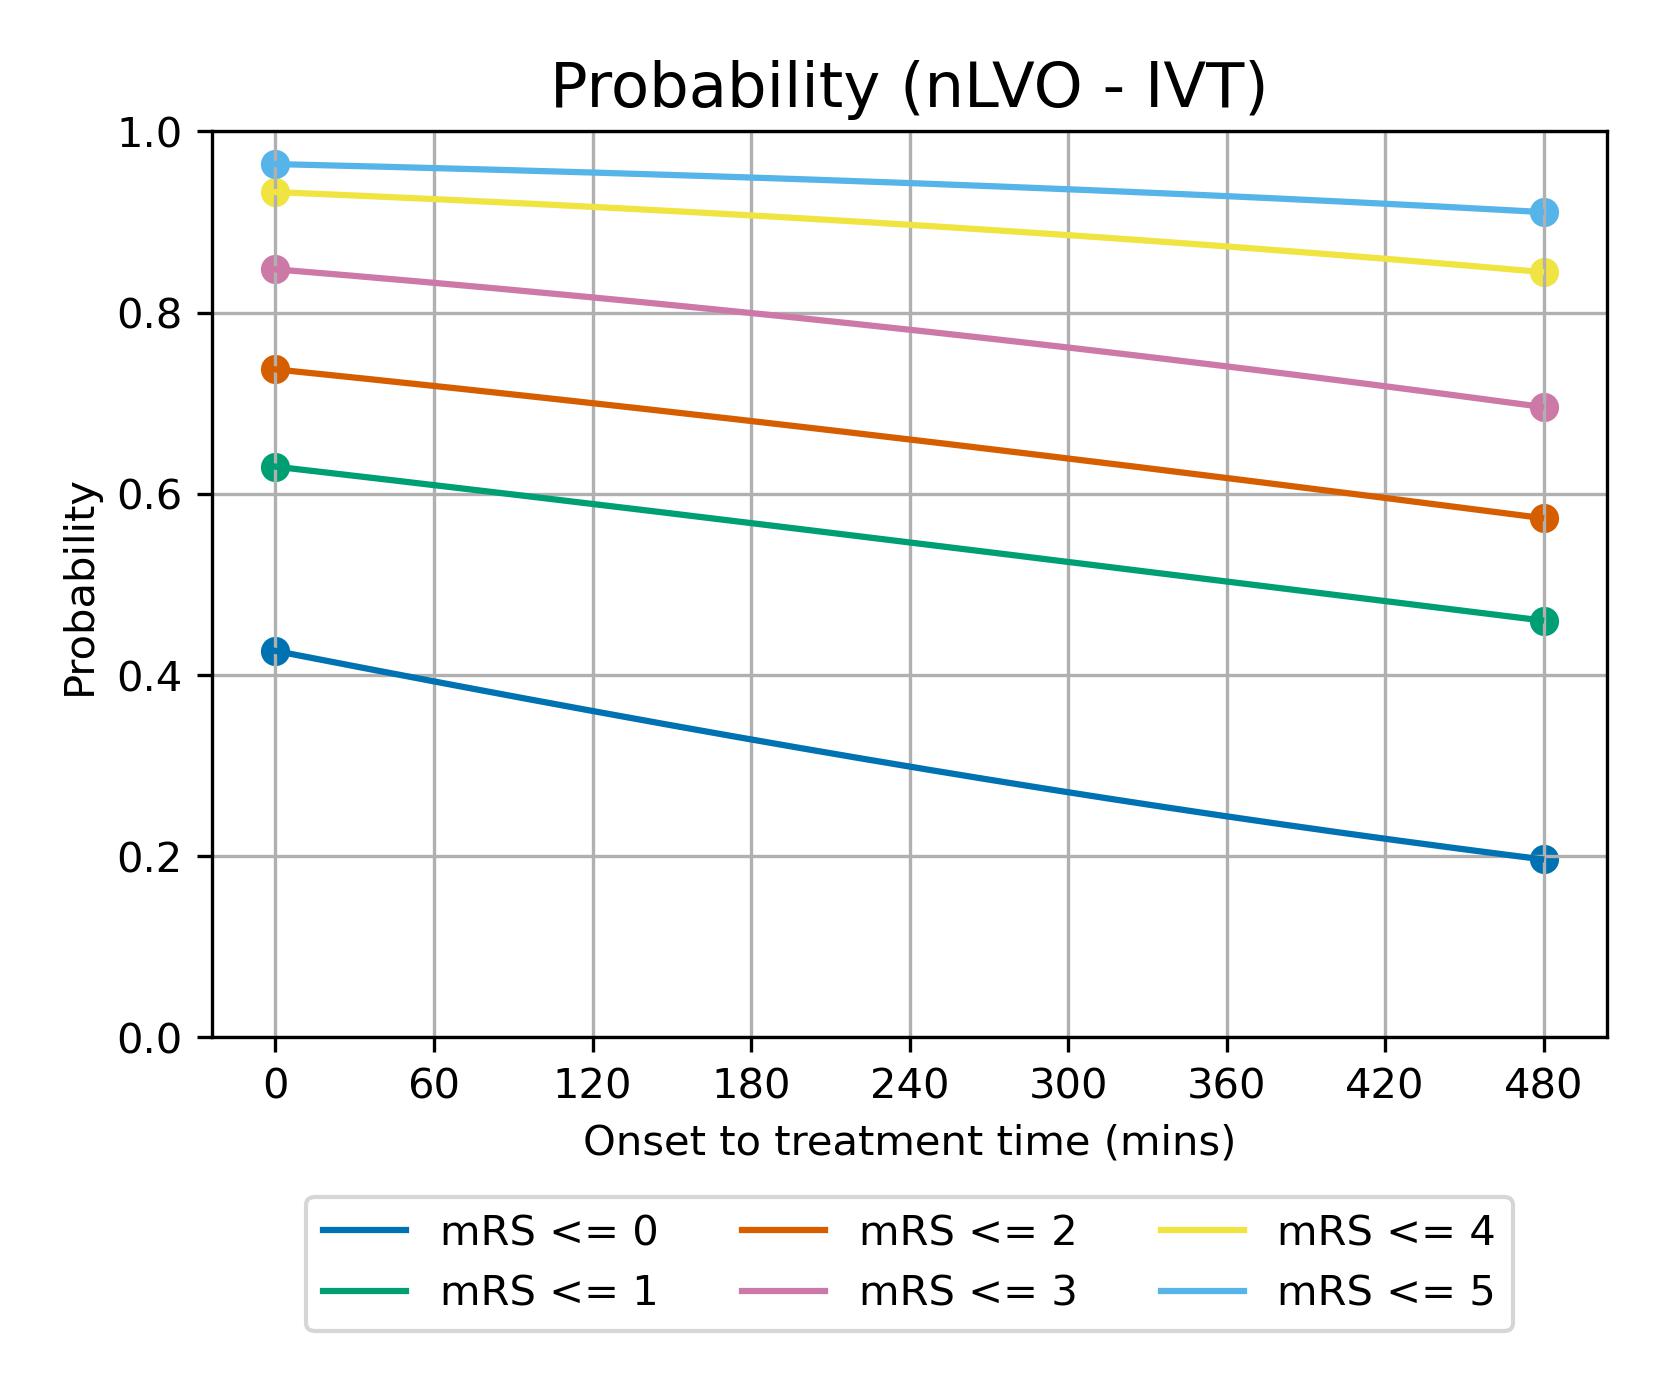 Probability (nLVO - IVT)
1.0
0.8
0.6
0.4
0.2
0.0
Probability
0 60 120 180 240 300 360 420 480
Onset to treatment time (mins)
mRS <= 0 mRS <= 2 mRS <= 4
mRS <= 1 mRS <= 3 mRS <= 5